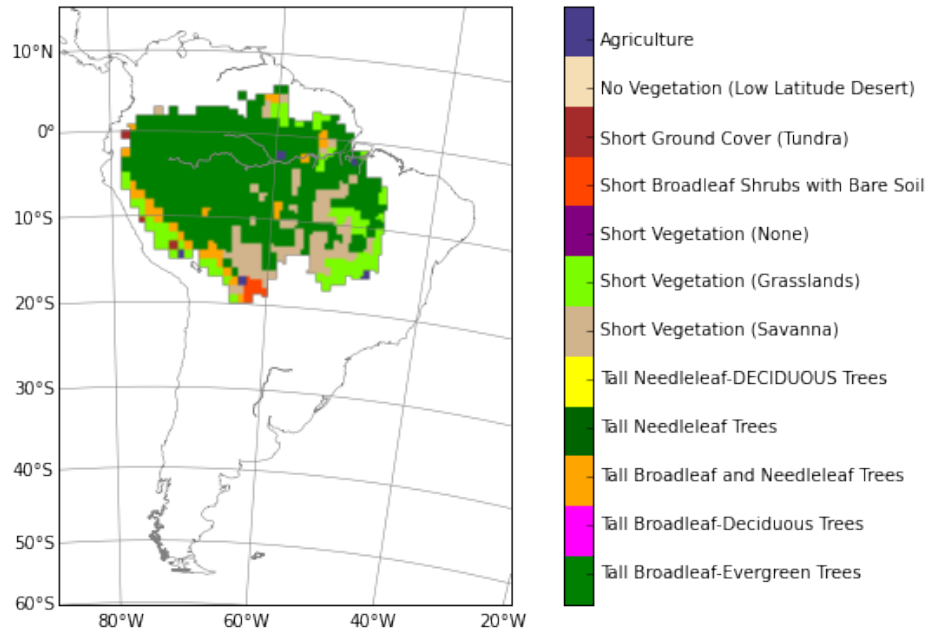 10°N
0°
10°S
20°S
30°S
40°S
50°S
60°S
80°W
60°W
40°W
20°W
Agriculture
No Vegetation (Low Latitude Desert)
Short Ground Cover (Tundra)
Short Broadleaf Shrubs with Bare Soil
Short Vegetation (None)
Short Vegetation (Grasslands)
Short Vegetation (Savanna)
Tall Needleleaf-DECIDUOUS Trees
Tall Needleleaf Trees
Tall Broadleaf and Needleleaf Trees
Tall Broadleaf-Deciduous Trees
Tall Broadleaf-Evergreen Trees